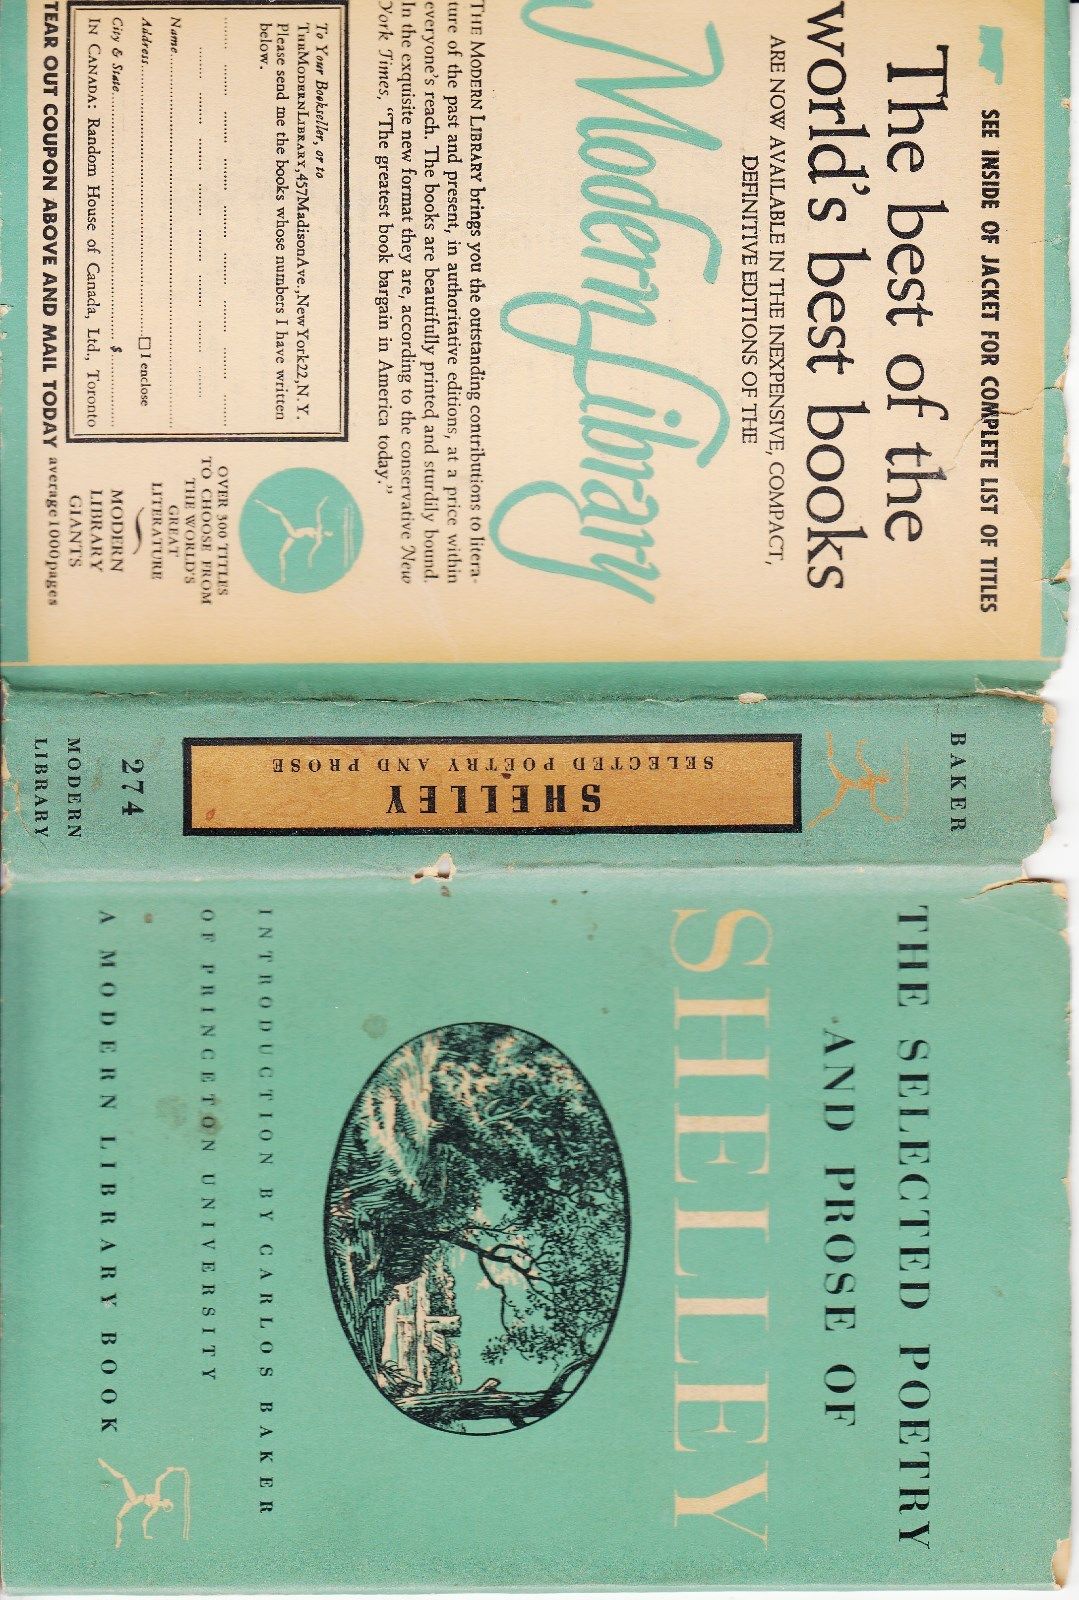 SEE INSIDE OF JACKET FOR COMPLETE LIST OF TITLES
The best of the
world's best books
ARE NOW AVAILABLE IN THE INEXPENSIVE, COMPACT,
DEFINITIVE EDITIONS OF THE
Modern Library
THE MODERN LIBRARY brings you the outstanding contributions to litera-
ture of the past and present, in authoritative editions, at a price within
everyone's reach. The books are beautifully printed and sturdily bound.
In the exquisite new format they are, according to the conservative New
York Times, "The greatest book bargain in America today."
To Your Bookseller, or to
THE MODERN LIBRARY, 457 Madison Ave., New York 22, N.Y.
Please send me the books whose numbers I have written
below.
Name
Address I enclose
City & State $
IN CANADA: Random House of Canada, Ltd., Toronto
TEAR OUT COUPON ABOVE AND MAIL TODAY
OVER 300 TITLES
TO CHOOSE FROM
THE WORLD'S
GREAT
LITERATURE
MODERN
LIBRARY
GIANTS
average 1000 pages
BAKER
SHELLEY
SELECTED POETRY AND PROSE
274
MODERN
LIBRARY
THE SELECTED POETRY
AND PROSE OF
SHELLEY
INTRODUCTION BY CARLOS BAKER
OF PRINCETON UNIVERSITY
A MODERN LIBRARY BOOK